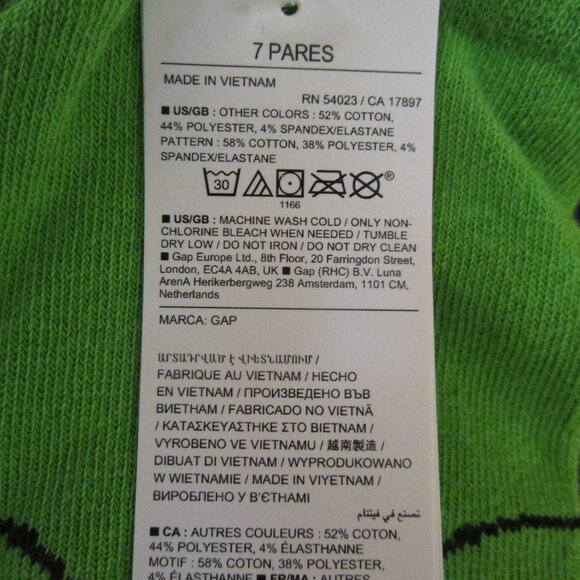 7 PARES
MADE IN VIETNAM
RN 54023 / CA 17897
■ US/GB : OTHER COLORS : 52% COTTON,
44% POLYESTER, 4% SPANDEX/ELASTANE
PATTERN : 58% COTTON, 38% POLYESTER, 4%
SPANDEX/ELASTANE
30
®
1166
■ US/GB : MACHINE WASH COLD / ONLY NON-
CHLORINE BLEACH WHEN NEEDED / TUMBLE
DRY LOW / DO NOT IRON / DO NOT DRY CLEAN
■ Gap Europe Ltd., 8th Floor, 20 Farringdon Street,
London, EC4A 4AB, UK ■ Gap (RHC) B.V. Luna
ArenA Herikerbergweg 238 Amsterdam, 1101 CM,
Netherlands
MARCA: GAP
ԱՐՏԱԴՐՎԱԾ Է ՎԻԵՏՆԱՄՈՒՄ /
FABRIQUE AU VIETNAM / HECHO
EN VIETNAM / ПРОИЗВЕДЕНО ВЪВ
ВИЕТНАМ / FABRICADO NO VIETNÃ
/ ΚΑΤΑΣΚΕΥΑΣΤΗΚΕ ΣΤΟ ΒΙΕΤΝΑΜ /
VYROBENO VE VIETNAMU / 越南製造 /
DIBUAT DI VIETNAM / WYPRODUKOWANO
W WIETNAMIE / MADE IN VIYETNAM /
ВИРОБЛЕНО У В'ЄТНАМІ
تصنع في فيتنام
■ CA : AUTRES COULEURS : 52% COTON,
44% POLYESTER, 4% ÉLASTHANNE
MOTIF : 58% COTON, 38% POLYESTER,
4% ÉLASTHANNE ■ FR/MA : AUTRES